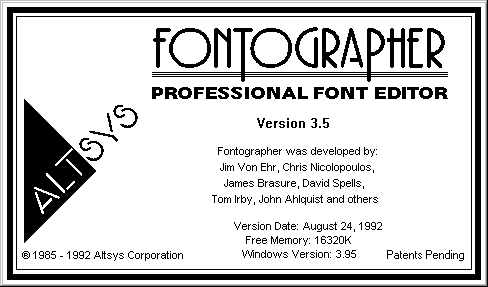 FONTOGRAPHER
PROFESSIONAL FONT EDITOR
Version 3.5
ALTSYS
Fontographer was developed by:
Jim Von Ehr, Chris Nicolopoulos,
James Brasure, David Spells,
Tom Irby, John Ahlquist and others
Version Date: August 24, 1992
Free Memory: 16320K
Windows Version: 3.95
® 1985 - 1992 Altsys Corporation
Patents Pending